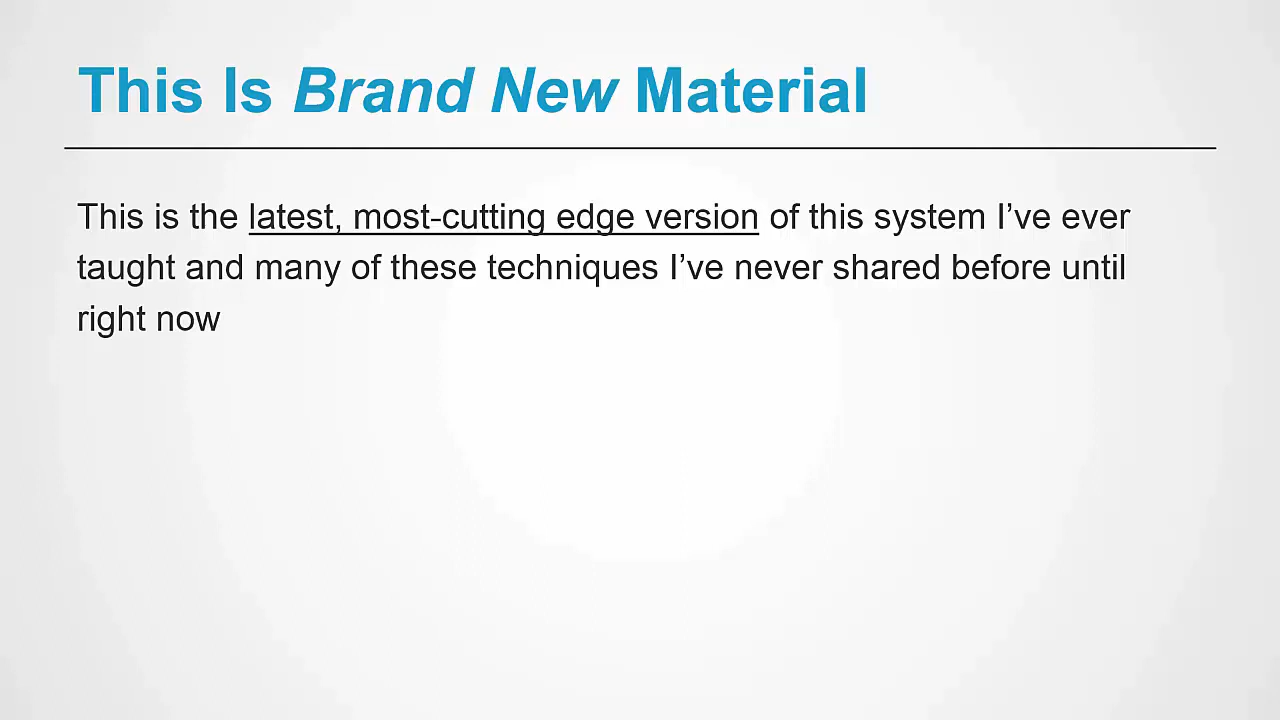 This Is Brand New Material
This is the latest, most-cutting edge version of this system I’ve ever
taught and many of these techniques I’ve never shared before until
right now